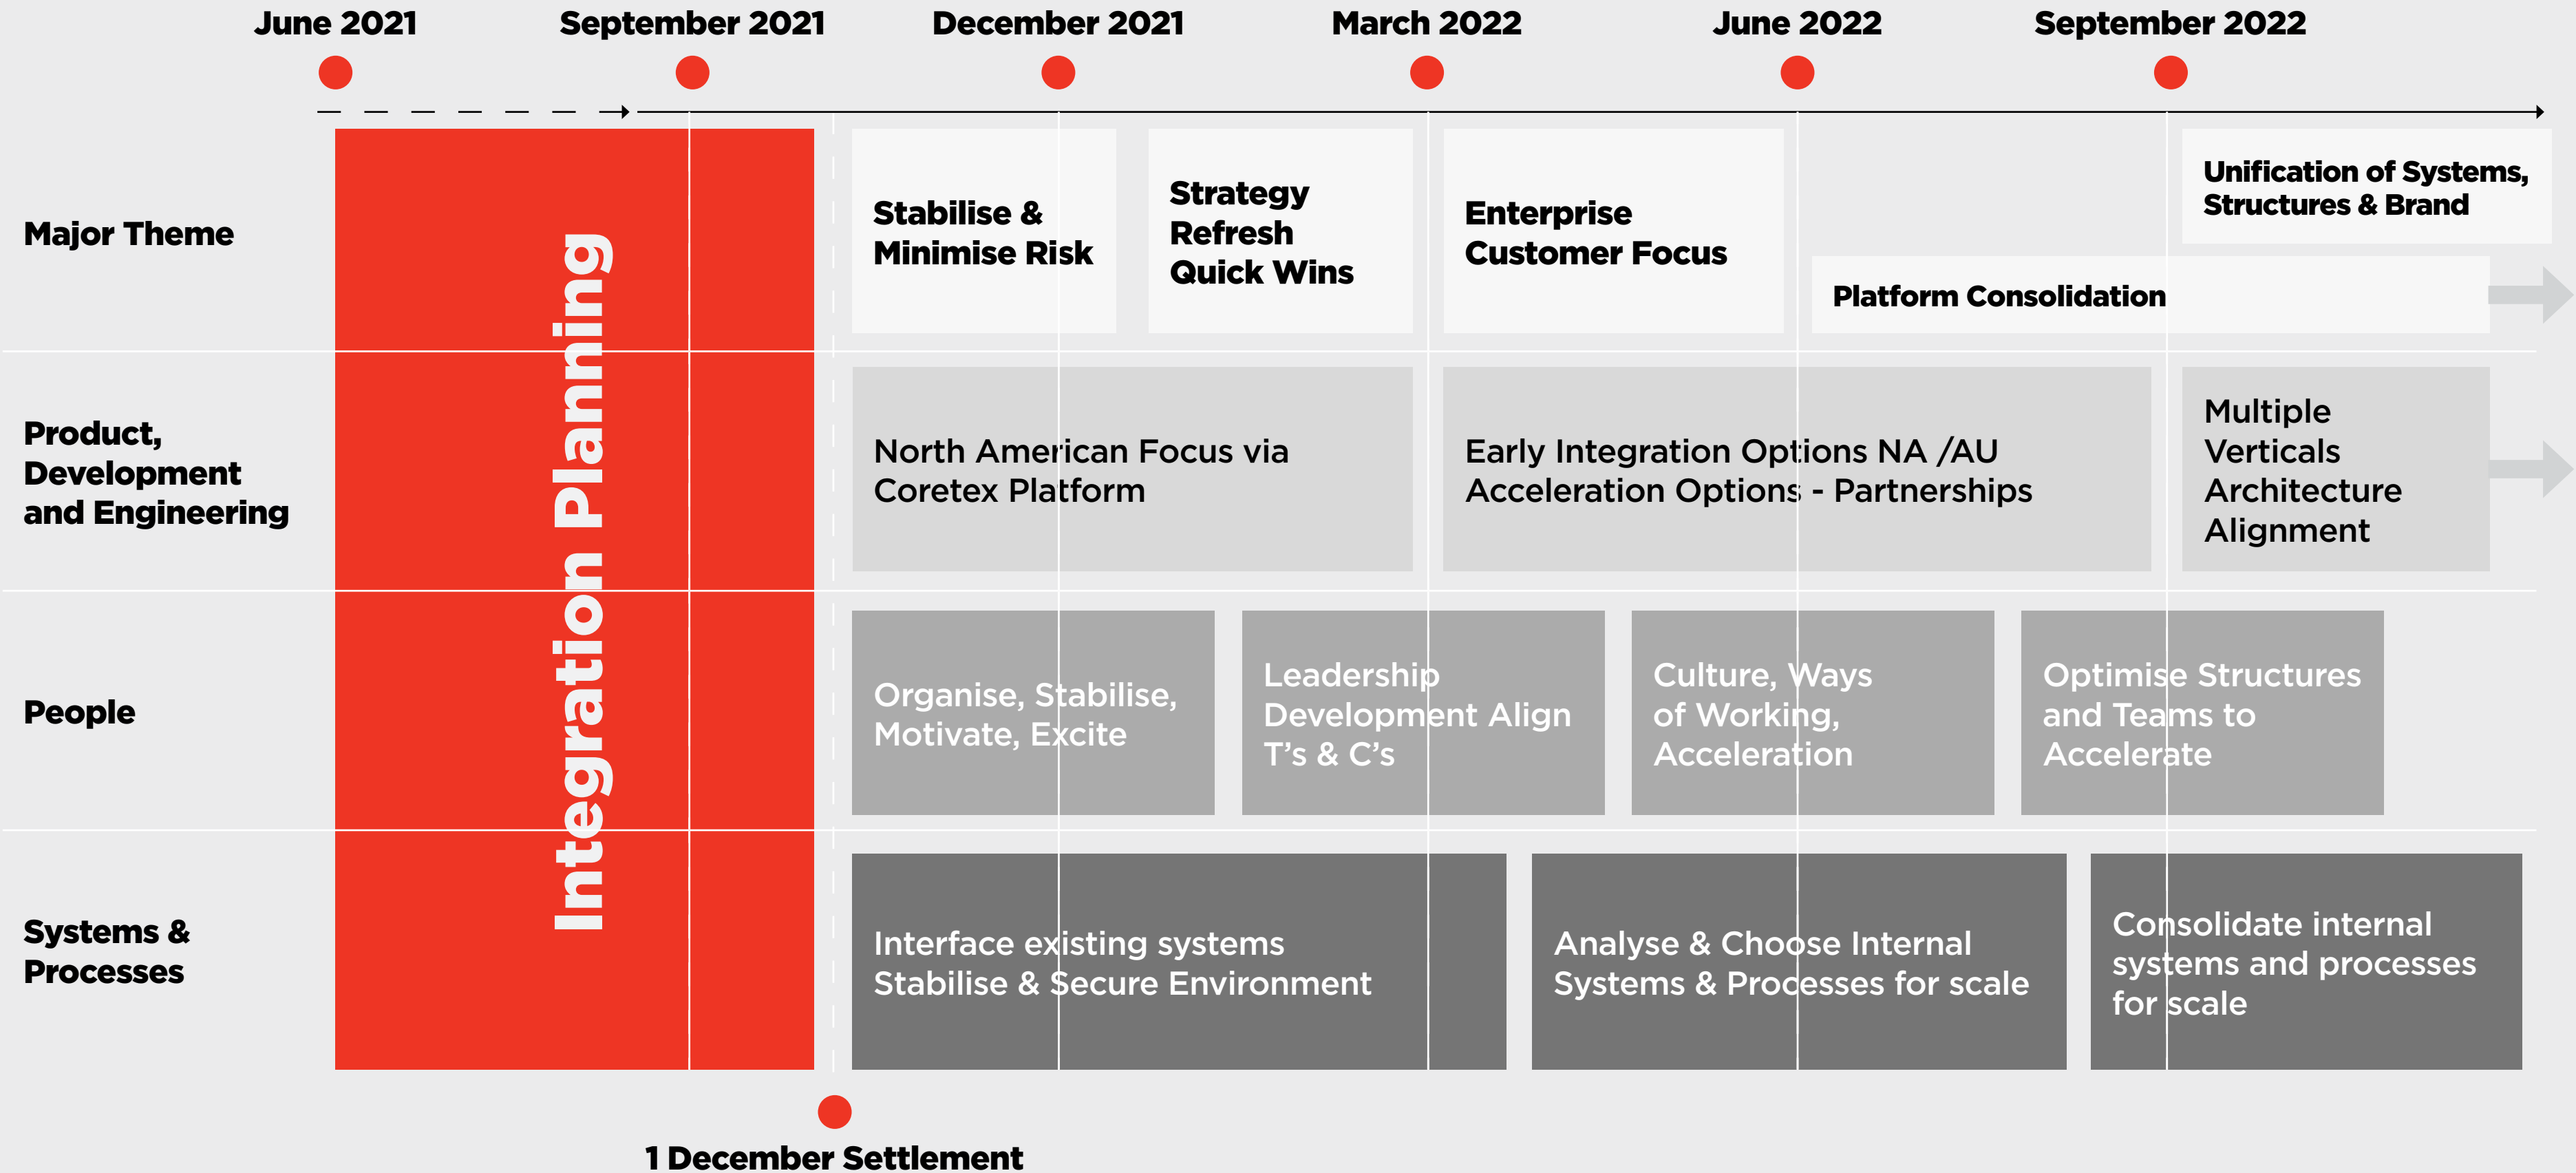 June 2021
September 2021
December 2021
March 2022
June 2022
September 2022
Major Theme
Integration Planning
Stabilise &
Minimise Risk
Strategy
Refresh
Quick Wins
Enterprise
Customer Focus
Unification of Systems,
Structures & Brand
Platform Consolidation
Product,
Development
and Engineering
North American Focus via
Coretex Platform
Early Integration Options NA /AU
Acceleration Options - Partnerships
Multiple
Verticals
Architecture
Alignment
People
Organise, Stabilise,
Motivate, Excite
Leadership
Development Align
T’s & C’s
Culture, Ways
of Working,
Acceleration
Optimise Structures
and Teams to
Accelerate
Systems &
Processes
Interface existing systems
Stabilise & Secure Environment
Analyse & Choose Internal
Systems & Processes for scale
Consolidate internal
systems and processes
for scale
1 December Settlement